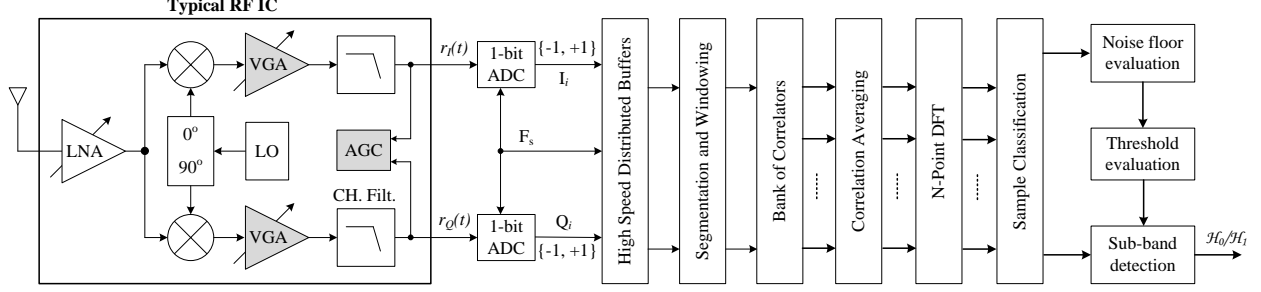 Typical RF IC
LNA
VGA
0°
90°
LO
AGC
CH. Filt.
VGA
r_I(t)
r_Q(t)
1-bit
ADC
{-1, +1}
I_i
F_s
1-bit
ADC
Q_i
{-1, +1}
High Speed Distributed Buffers
Segmentation and Windowing
Bank of Correlators
Correlation Averaging
N-Point DFT
Sample Classification
Noise floor
evaluation
Threshold
evaluation
Sub-band
detection
ℋ₀/ℋ₁